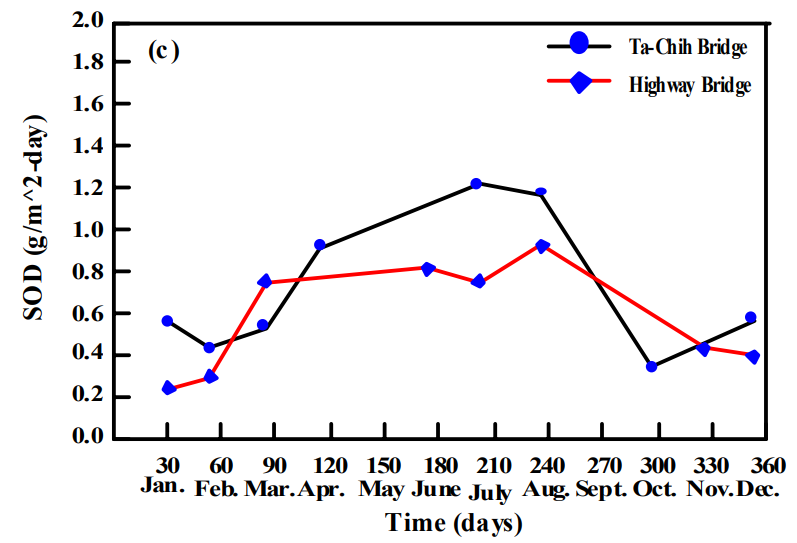 2.0
(c)
Ta-Chih Bridge
1.8
Highway Bridge
1.6
1.4
1.2
1.0
0.8
0.6
0.4
0.2
0.0
SOD (g/m^2-day)
30 60 90 120 150 180 210 240 270 300 330 360
Jan. Feb. Mar. Apr. May June July Aug. Sept. Oct. Nov. Dec.
Time (days)